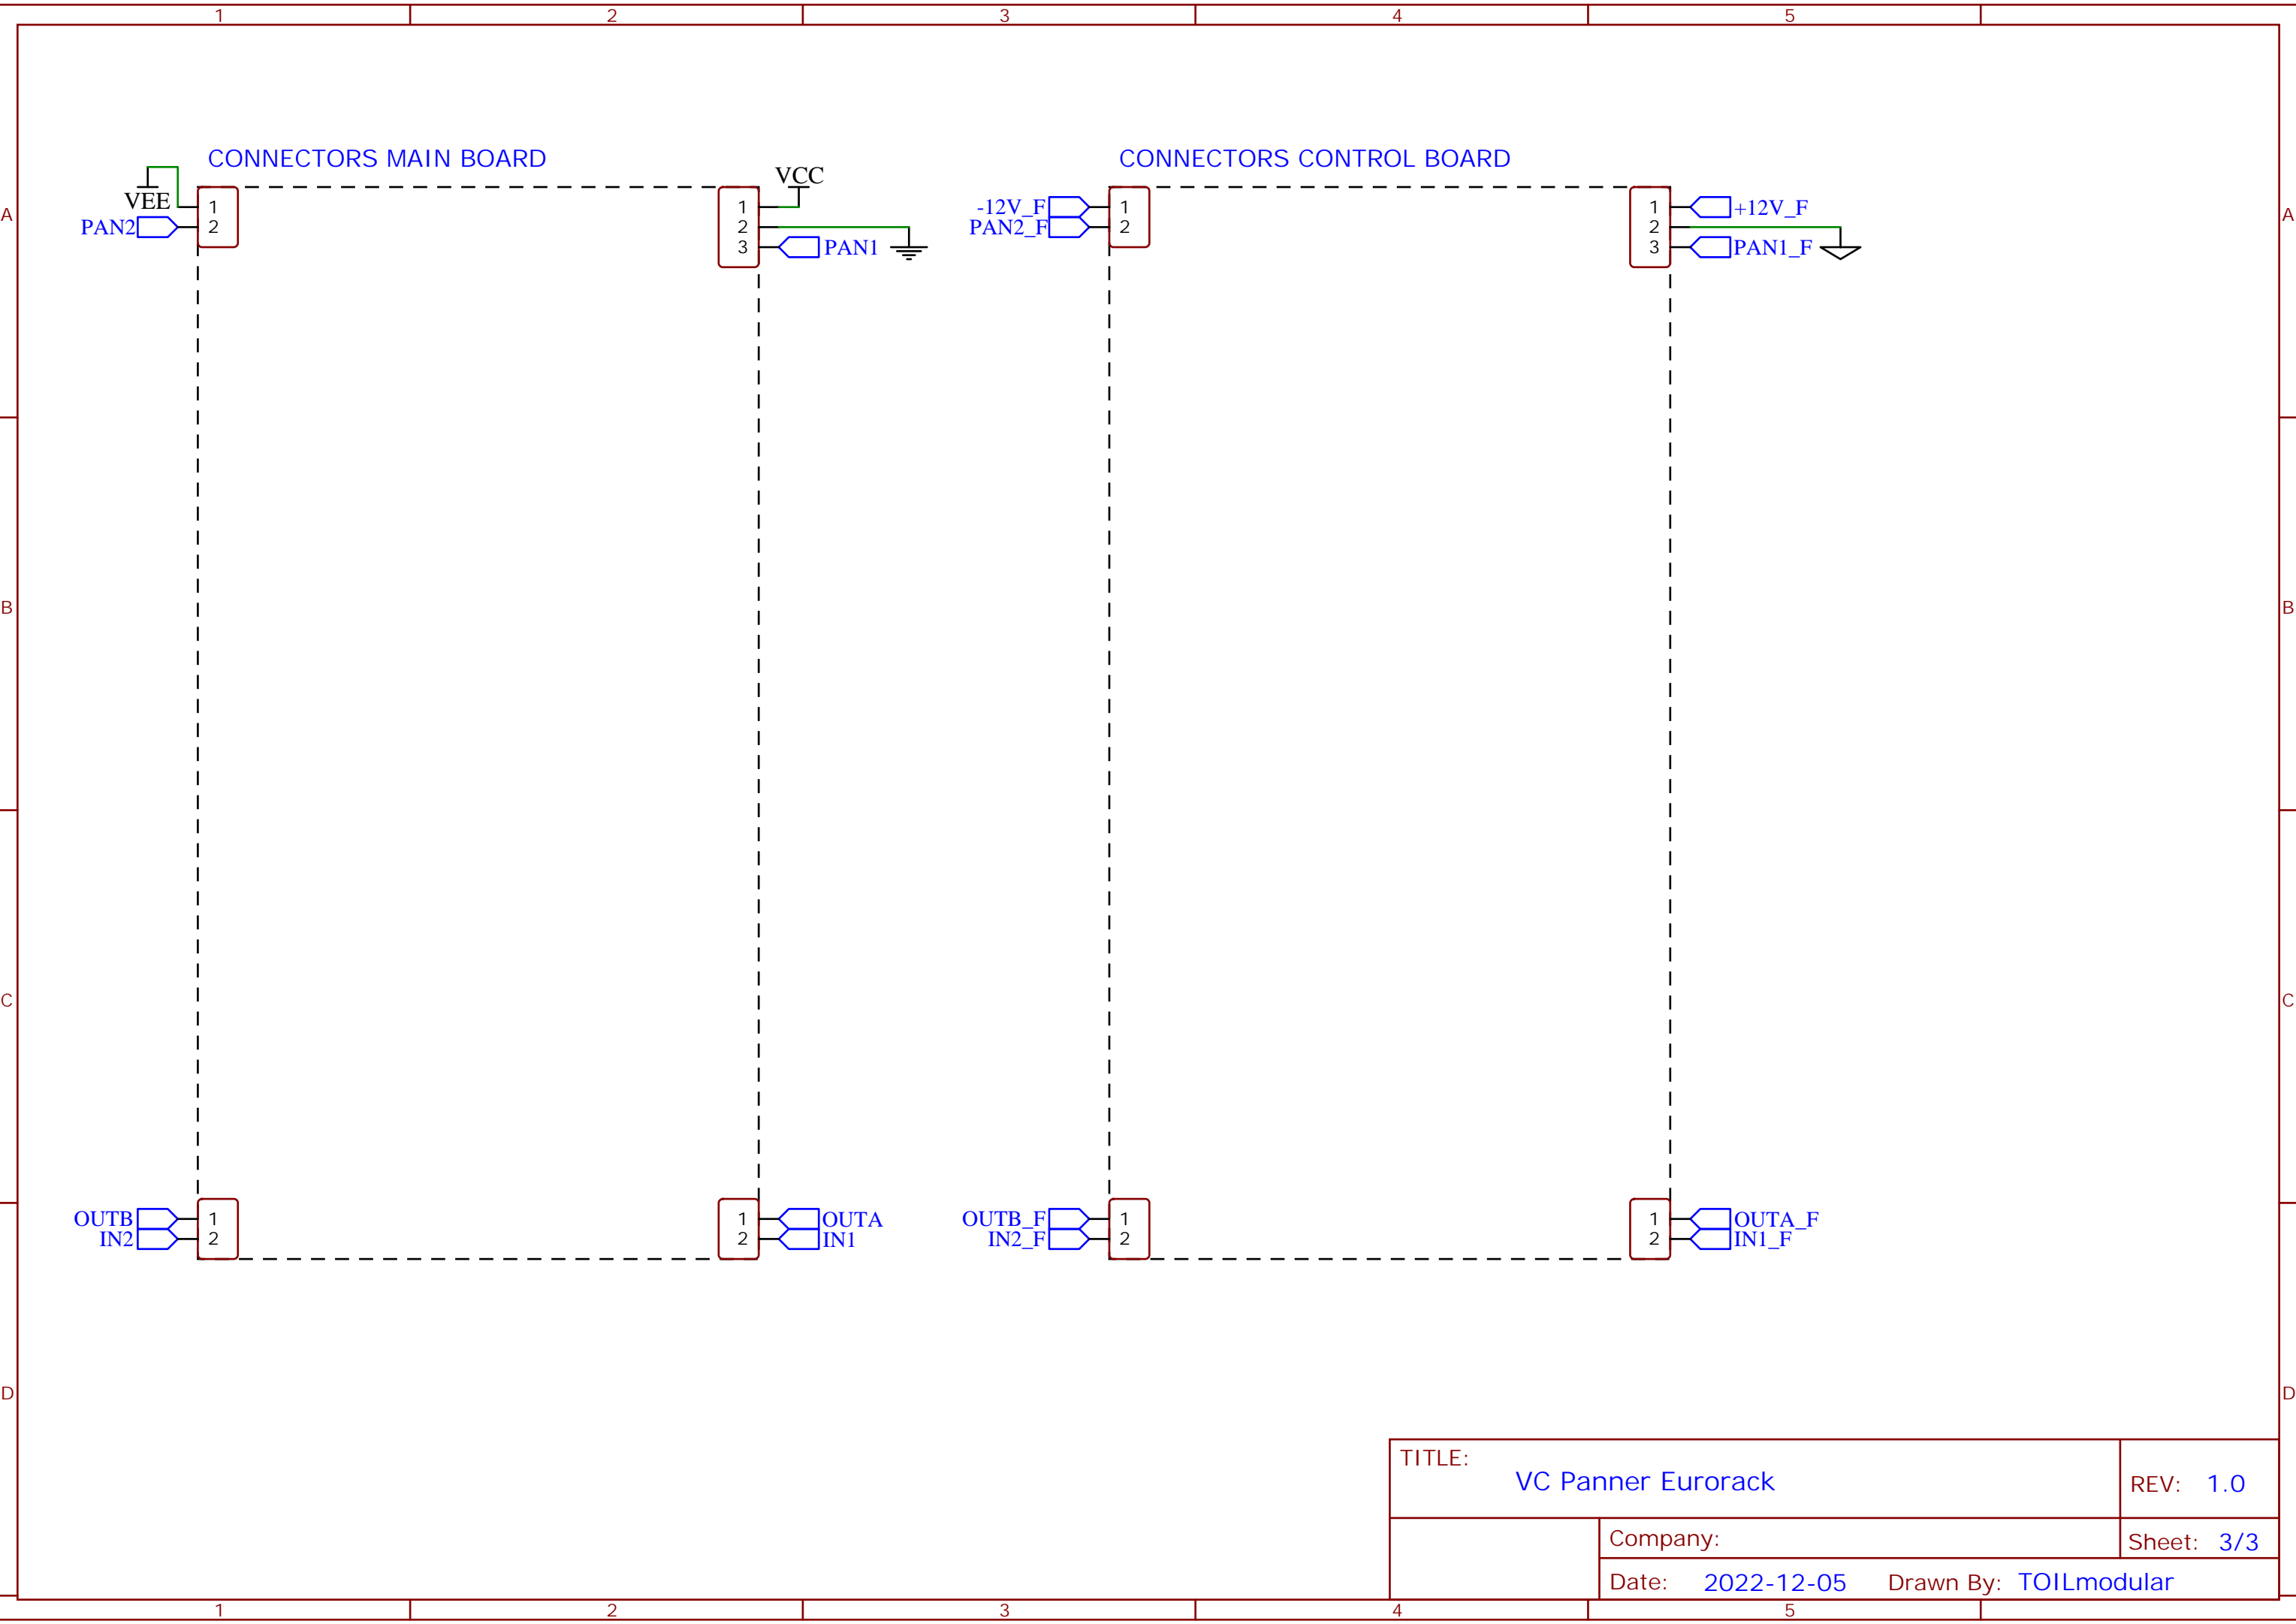 1 2 3 4 5
CONNECTORS MAIN BOARD
CONNECTORS CONTROL BOARD
VEE
PAN2
1
2
VCC
1
2
3
PAN1
-12V_F
PAN2_F
1
2
1
2
3
+12V_F
PAN1_F
A
A
B
B
C
C
OUTB
IN2
1
2
1
2
OUTA
IN1
OUTB_F
IN2_F
1
2
1
2
OUTA_F
IN1_F
D
D
TITLE:
VC Panner Eurorack
REV: 1.0
Company:
Sheet: 3/3
Date: 2022-12-05 Drawn By: TOILmodular
1 2 3 4 5